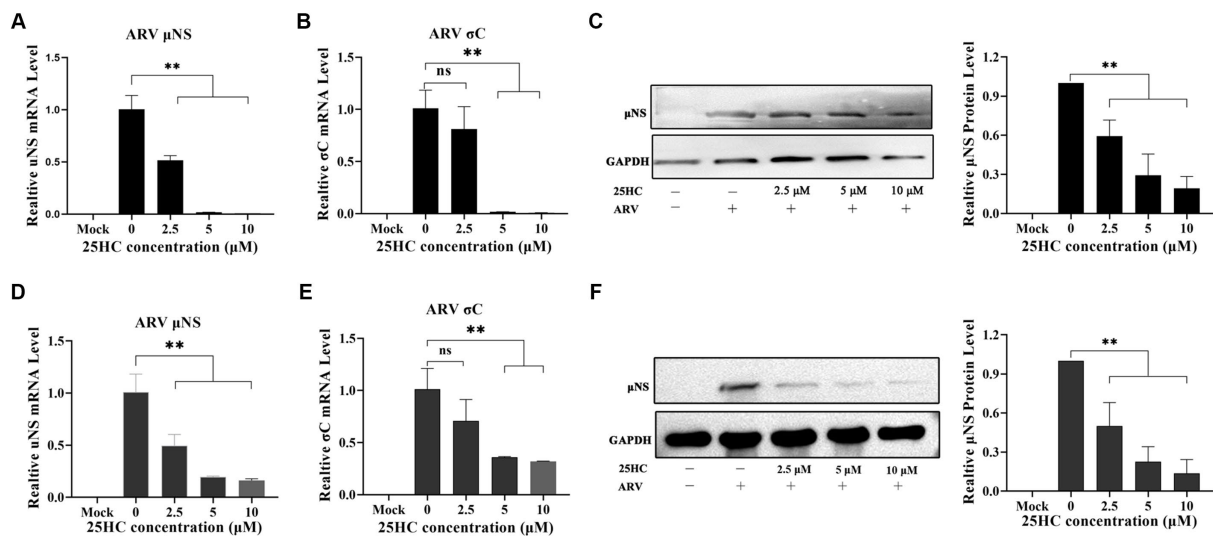 A
ARV μNS
Realtive uNS mRNA Level
1.5
1.0
0.5
0.0
**
Mock 0 2.5 5 10
25HC concentration (μM)
B
ARV σC
Realtive σC mRNA Level
1.5
1.0
0.5
0.0
**
ns
Mock 0 2.5 5 10
25HC concentration (μM)
C
μNS
GAPDH
25HC — — 2.5 μM 5 μM 10 μM
ARV — + + + +
Realtive μNS Protein Level
1.2
0.9
0.6
0.3
0.0
**
Mock 0 2.5 5 10
25HC concentration (μM)
D
ARV μNS
Realtive uNS mRNA Level
1.5
1.0
0.5
0.0
**
Mock 0 2.5 5 10
25HC concentration (μM)
E
ARV σC
Realtive σC mRNA Level
1.5
1.0
0.5
0.0
**
ns
Mock 0 2.5 5 10
25HC concentration (μM)
F
μNS
GAPDH
25HC — — 2.5 μM 5 μM 10 μM
ARV — + + + +
Realtive μNS Protein Level
1.2
0.9
0.6
0.3
0.0
**
Mock 0 2.5 5 10
25HC concentration (μM)